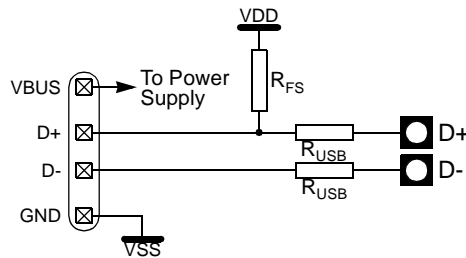 VDD
VBUS
To Power
Supply
RFS
D+
D+
RUSB
D-
D-
RUSB
GND
VSS